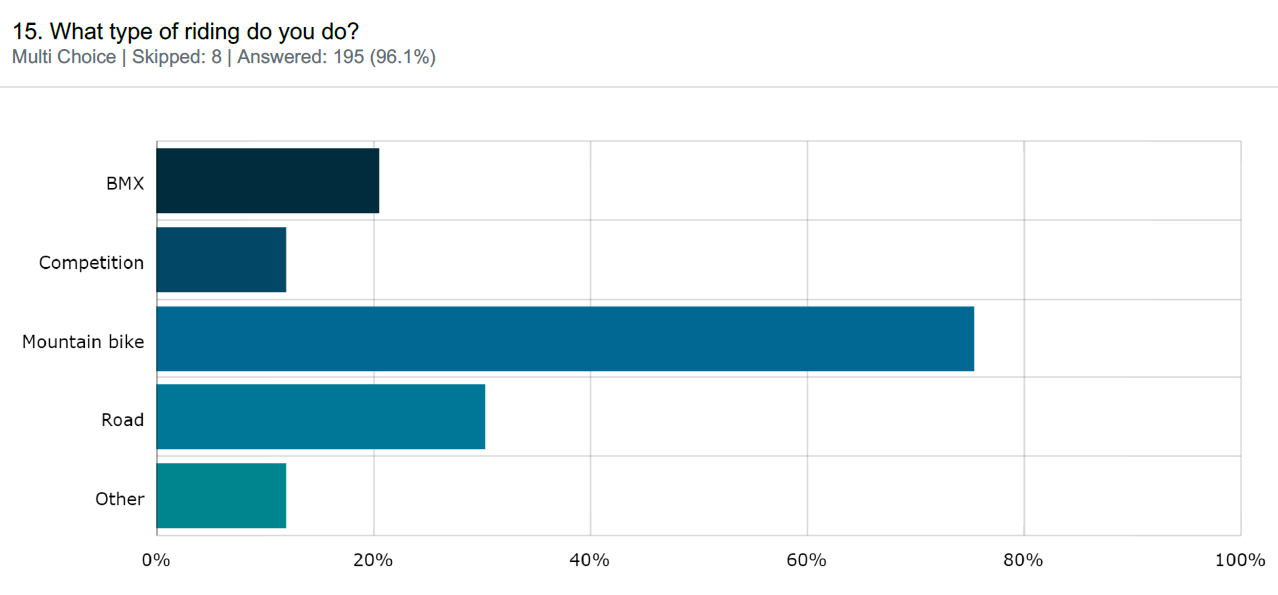 15. What type of riding do you do?
Multi Choice | Skipped: 8 | Answered: 195 (96.1%)
BMX
Competition
Mountain bike
Road
Other
0% 20% 40% 60% 80% 100%